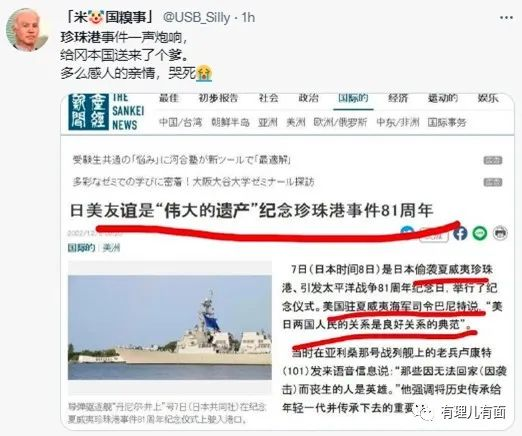 「米🤡国糗事」 @USB_Silly · 1h
珍珠港事件一声炮响，
给冈本国送来了个爹。
多么感人的亲情，哭死😭
産経新聞 THE SANKEI NEWS
最佳 初步报告 社会 政治 国际的 经济 运动的 娱乐
中国/台湾 朝鲜半岛 亚洲 美洲 欧洲/俄罗斯 中东/非洲 国际事务
受験生共通の「悩み」に河合塾が新ツールで「最適解」 広告
多彩なゼミでの学びに密着！大阪大谷大学ゼミナール探訪 広告
日美友谊是“伟大的遗产”纪念珍珠港事件81周年
国际的 | 美洲
7日（日本时间8日）是日本偷袭夏威夷珍珠
港、引发太平洋战争81周年纪念日，举行了纪
念仪式。美国驻夏威夷海军司令巴尼特说，“美
日两国人民的关系是良好关系的典范”。
当时在亚利桑那号战列舰上的老兵卢康特
（101）发来语音信息说：“那些因无法回家（因袭
击）而丧生的人是英雄。”他强调将历史传承给
年轻一代并传承下去的重要
导弹驱逐舰“丹尼尔·井上”号7日（日本共同社）在纪念
夏威夷珍珠港事件81周年纪念仪式上驶入港口。
有理儿有面